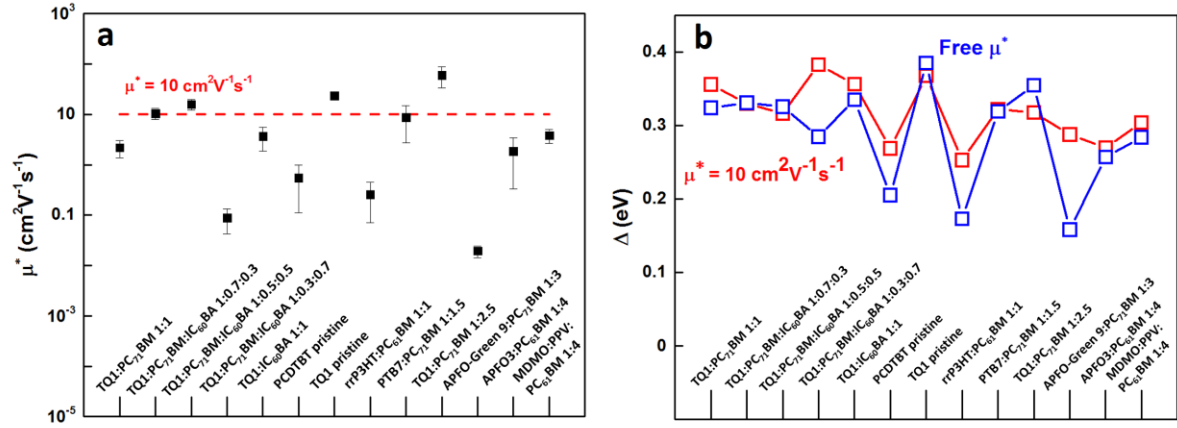 a
10³
10
0.1
10⁻³
10⁻⁵
μ* (cm²V⁻¹s⁻¹)
μ* = 10 cm²V⁻¹s⁻¹
TQ1:PC₇₁BM 1:1
TQ1:PC₇₁BM:IC₆₀BA 1:0.7:0.3
TQ1:PC₇₁BM:IC₆₀BA 1:0.5:0.5
TQ1:PC₇₁BM:IC₆₀BA 1:0.3:0.7
TQ1:IC₆₀BA 1:1
PCDTBT pristine
TQ1 pristine
rrP3HT:PC₆₁BM 1:1
PTB7:PC₇₁BM 1:1.5
TQ1:PC₇₁BM 1:2.5
APFO-Green 9:PC₇₁BM 1:3
APFO3:PC₆₁BM 1:4
MDMO:PPV:
PC₆₁BM 1:4
b
0.4
0.3
0.2
0.1
0
Δ (eV)
Free μ*
μ* = 10 cm²V⁻¹s⁻¹
TQ1:PC₇₁BM 1:1
TQ1:PC₇₁BM:IC₆₀BA 1:0.7:0.3
TQ1:PC₇₁BM:IC₆₀BA 1:0.5:0.5
TQ1:PC₇₁BM:IC₆₀BA 1:0.3:0.7
TQ1:IC₆₀BA 1:1
PCDTBT pristine
TQ1 pristine
rrP3HT:PC₆₁BM 1:1
PTB7:PC₇₁BM 1:1.5
TQ1:PC₇₁BM 1:2.5
APFO-Green 9:PC₇₁BM 1:3
APFO3:PC₆₁BM 1:4
MDMO:PPV:
PC₆₁BM 1:4